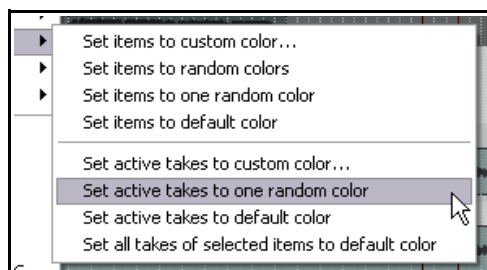 Set items to custom color...
Set items to random colors
Set items to one random color
Set items to default color
Set active takes to custom color...
Set active takes to one random color
Set active takes to default color
Set all takes of selected items to default color